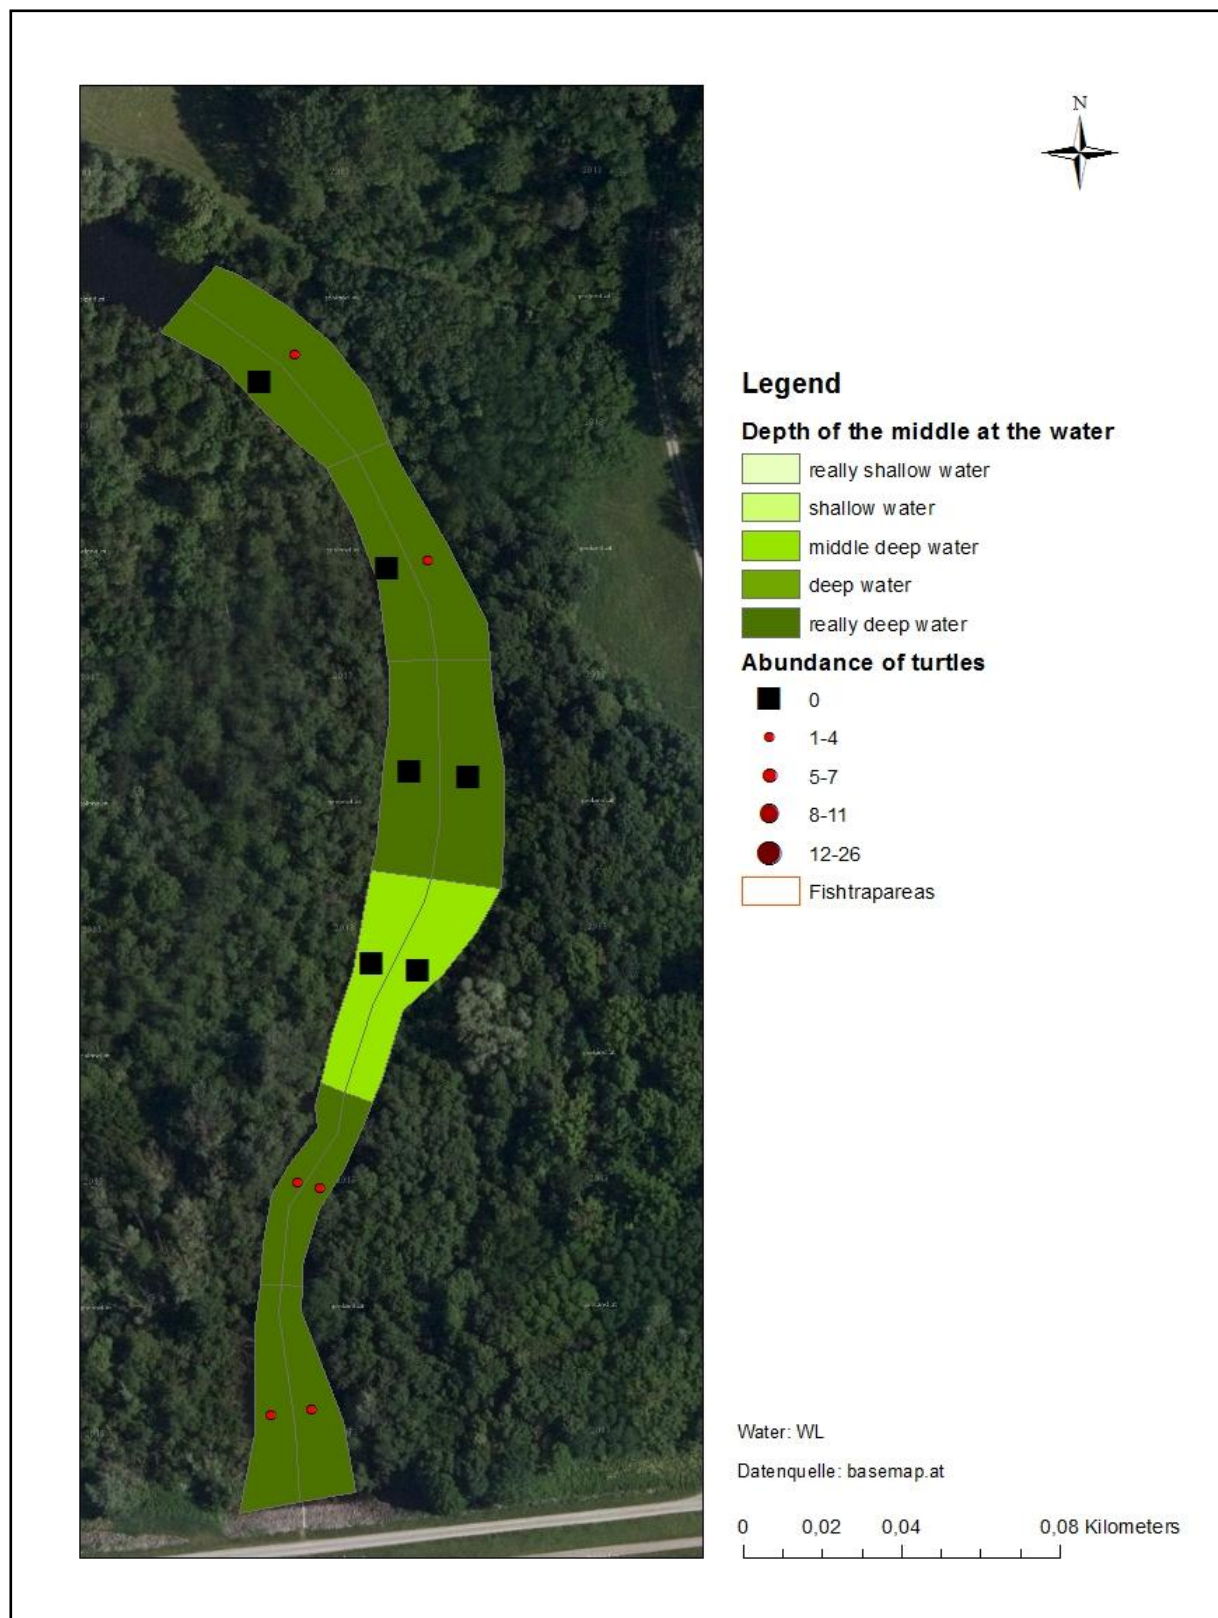 N
Legend
Depth of the middle at the water
really shallow water
shallow water
middle deep water
deep water
really deep water
Abundance of turtles
0
1-4
5-7
8-11
12-26
Fishtrapareas
Water: WL
Datenquelle: basemap.at
0 0,02 0,04 0,08 Kilometers